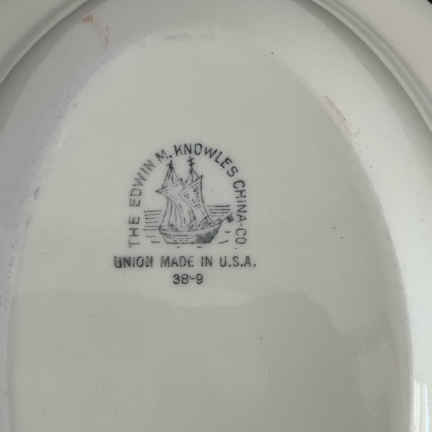 THE EDWIN M. KNOWLES CHINA CO.
UNION MADE IN U.S.A.
38-9